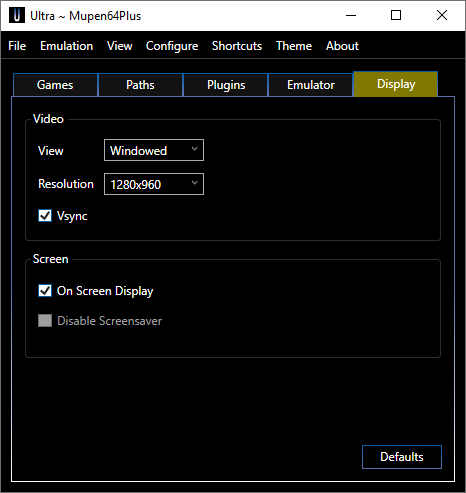 Ultra ~ Mupen64Plus
File Emulation View Configure Shortcuts Theme About
Games Paths Plugins Emulator Display
Video
View Windowed
Resolution 1280x960
Vsync
Screen
On Screen Display
Disable Screensaver
Defaults